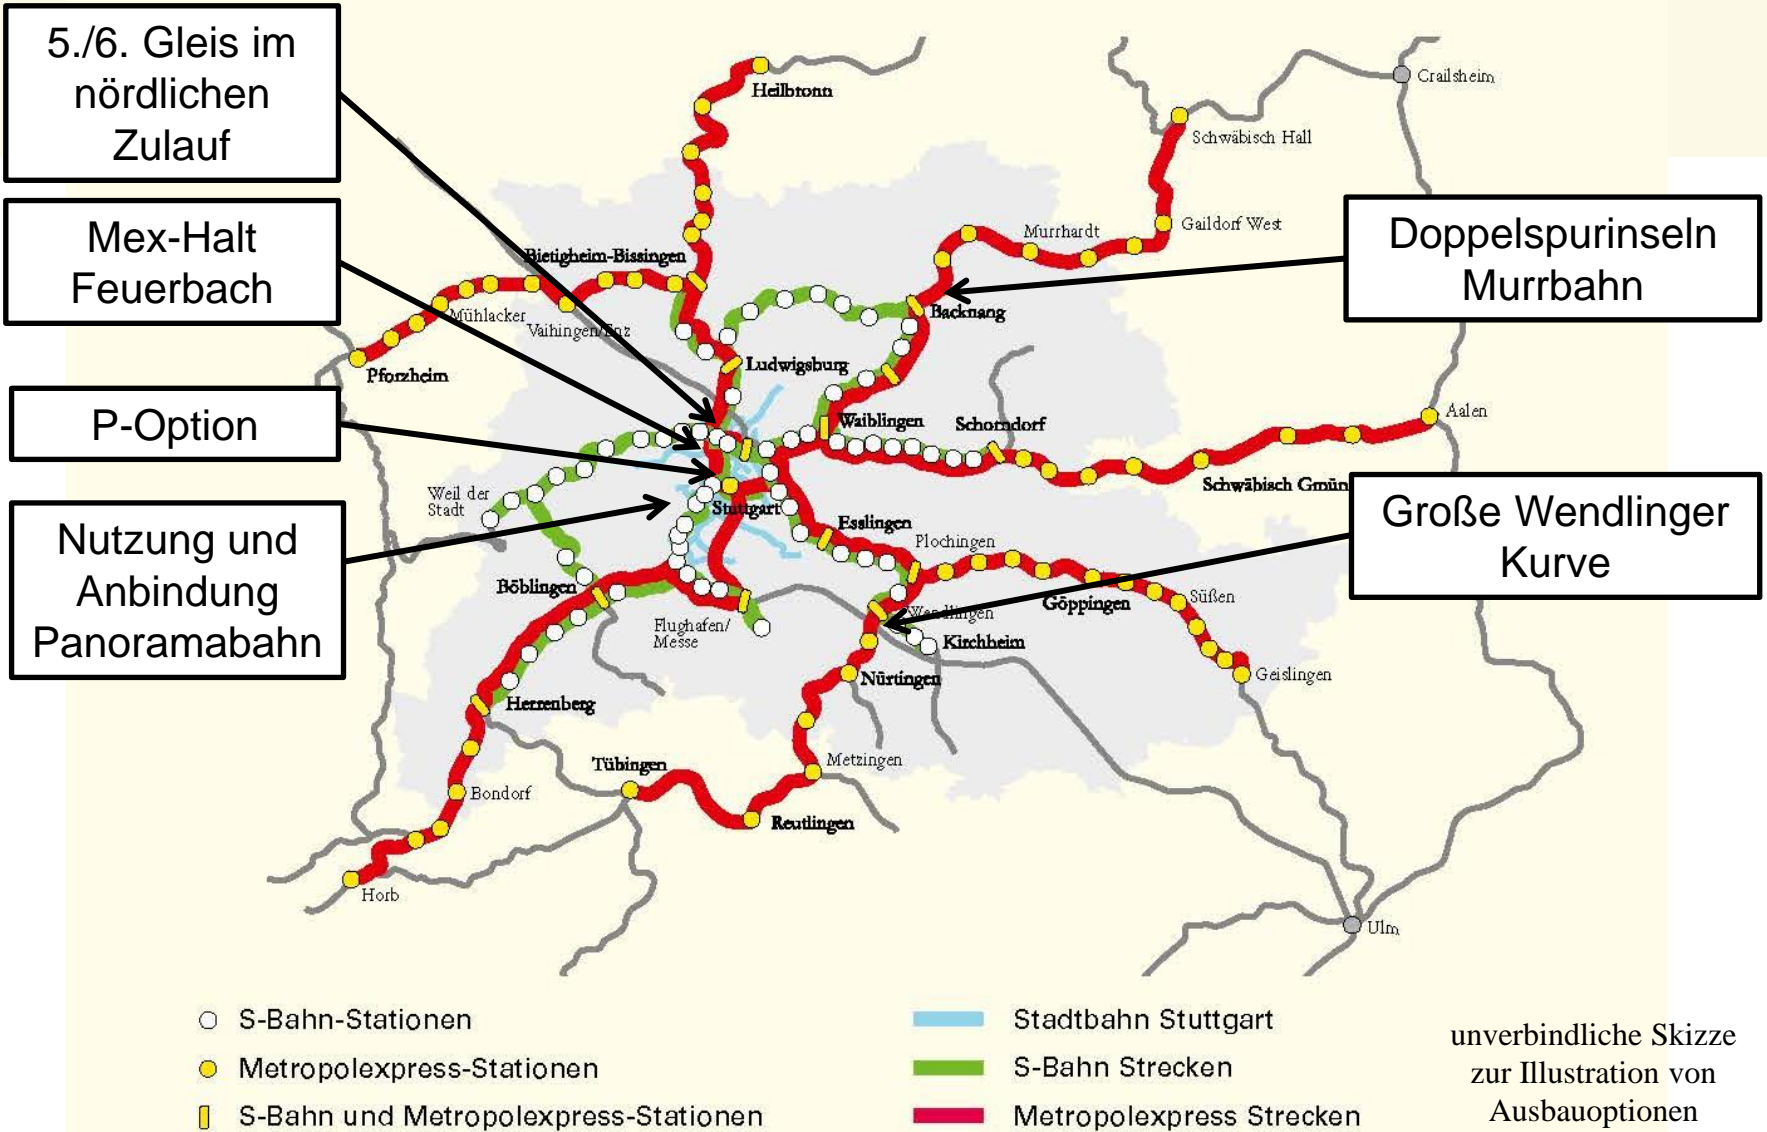 5./6. Gleis im
nördlichen
Zulauf
Mex-Halt
Feuerbach
P-Option
Nutzung und
Anbindung
Panoramabahn
Doppelspurinseln
Murrbahn
Große Wendlinger
Kurve
Heilbronn
Crailsheim
Schwäbisch Hall
Gaildorf West
Murrhardt
Bietigheim-Bissingen
Mühlacker
Vaihingen/Enz
Backnang
Pforzheim
Ludwigsburg
Waiblingen
Schorndorf
Aalen
Weil der
Stadt
Stuttgart
Schwäbisch Gmün
Esslingen
Plochingen
Böblingen
Göppingen
Süßen
Flughafen/
Messe
Wendlingen
Kirchheim
Nürtingen
Geislingen
Herrenberg
Tübingen
Metzingen
Bondorf
Reutlingen
Horb
Ulm
S-Bahn-Stationen
Metropolexpress-Stationen
S-Bahn und Metropolexpress-Stationen
Stadtbahn Stuttgart
S-Bahn Strecken
Metropolexpress Strecken
unverbindliche Skizze
zur Illustration von
Ausbauoptionen